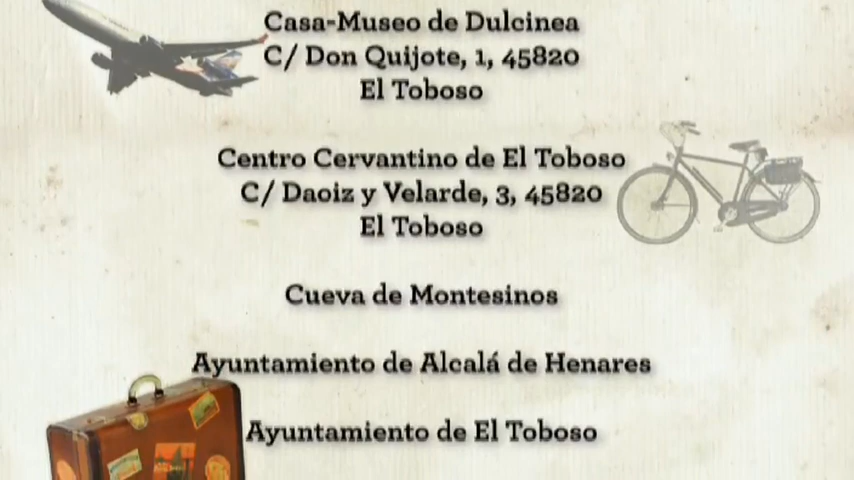 Casa-Museo de Dulcinea
C/ Don Quijote, 1, 45820
El Toboso
Centro Cervantino de El Toboso
C/ Daoiz y Velarde, 3, 45820
El Toboso
Cueva de Montesinos
Ayuntamiento de Alcalá de Henares
Ayuntamiento de El Toboso